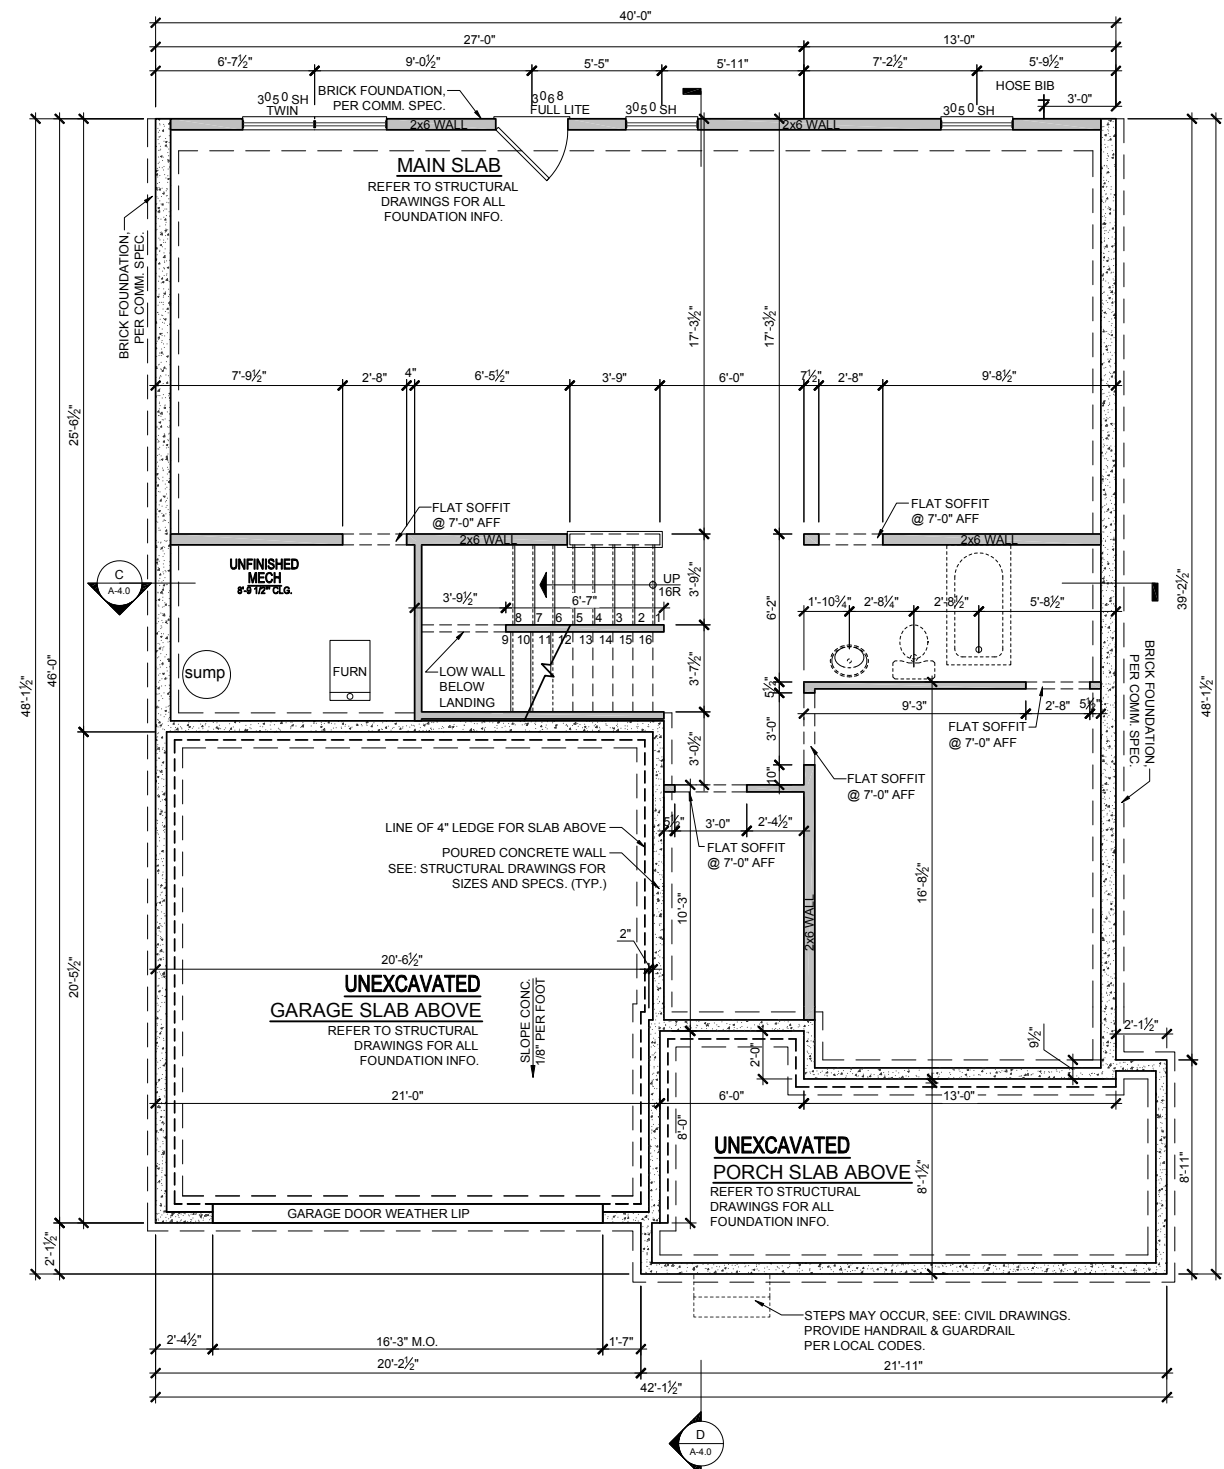 40'-0"
27'-0"
13'-0"
6'-7½"
9'-0½"
5'-5"
5'-11"
7'-2½"
5'-9½"
HOSE BIB
3'-0"
BRICK FOUNDATION,
PER COMM. SPEC.
3050 SH
TWIN
3068
FULL LITE
3050 SH
3050 SH
2x6 WALL
2x6 WALL
MAIN SLAB
REFER TO STRUCTURAL
DRAWINGS FOR ALL
FOUNDATION INFO.
BRICK FOUNDATION,
PER COMM. SPEC.
17'-3½"
17'-3½"
7'-9½"
2'-8"
4"
6'-5½"
3'-9"
6'-0"
7½"
2'-8"
9'-8½"
25'-6½"
FLAT SOFFIT
@ 7'-0" AFF
FLAT SOFFIT
@ 7'-0" AFF
2x6 WALL
2x6 WALL
UNFINISHED
MECH
8'-9 1/2" CLG.
C
A-4.0
UP
16R
3'-9½"
6'-7"
3'-9½"
8 7 6 5 4 3 2 1
9 10 11 12 13 14 15 16
6'-2"
1'-10¾"
2'-8¼"
2'-8½"
5'-8½"
39'-2½"
sump
FURN
LOW WALL
BELOW
LANDING
3'-7½"
5½"
9'-3"
2'-8"
5½"
FLAT SOFFIT
@ 7'-0" AFF
BRICK FOUNDATION,
PER COMM. SPEC.
48'-1½"
46'-0"
48'-1½"
3'-0½"
3'-0"
10"
FLAT SOFFIT
@ 7'-0" AFF
5½"
3'-0"
2'-4½"
FLAT SOFFIT
@ 7'-0" AFF
LINE OF 4" LEDGE FOR SLAB ABOVE
POURED CONCRETE WALL
SEE: STRUCTURAL DRAWINGS FOR
SIZES AND SPECS. (TYP.)
10'-3"
16'-8½"
2x6 WALL
2"
20'-6½"
20'-5½"
UNEXCAVATED
GARAGE SLAB ABOVE
REFER TO STRUCTURAL
DRAWINGS FOR ALL
FOUNDATION INFO.
SLOPE CONC.
1/8" PER FOOT
2'-0"
9½"
2'-1½"
21'-0"
6'-0"
13'-0"
8'-0"
UNEXCAVATED
PORCH SLAB ABOVE
REFER TO STRUCTURAL
DRAWINGS FOR ALL
FOUNDATION INFO.
8'-1½"
8'-11"
GARAGE DOOR WEATHER LIP
2'-1½"
STEPS MAY OCCUR, SEE: CIVIL DRAWINGS.
PROVIDE HANDRAIL & GUARDRAIL
PER LOCAL CODES.
2'-4½"
16'-3" M.O.
1'-7"
20'-2½"
21'-11"
42'-1½"
D
A-4.0